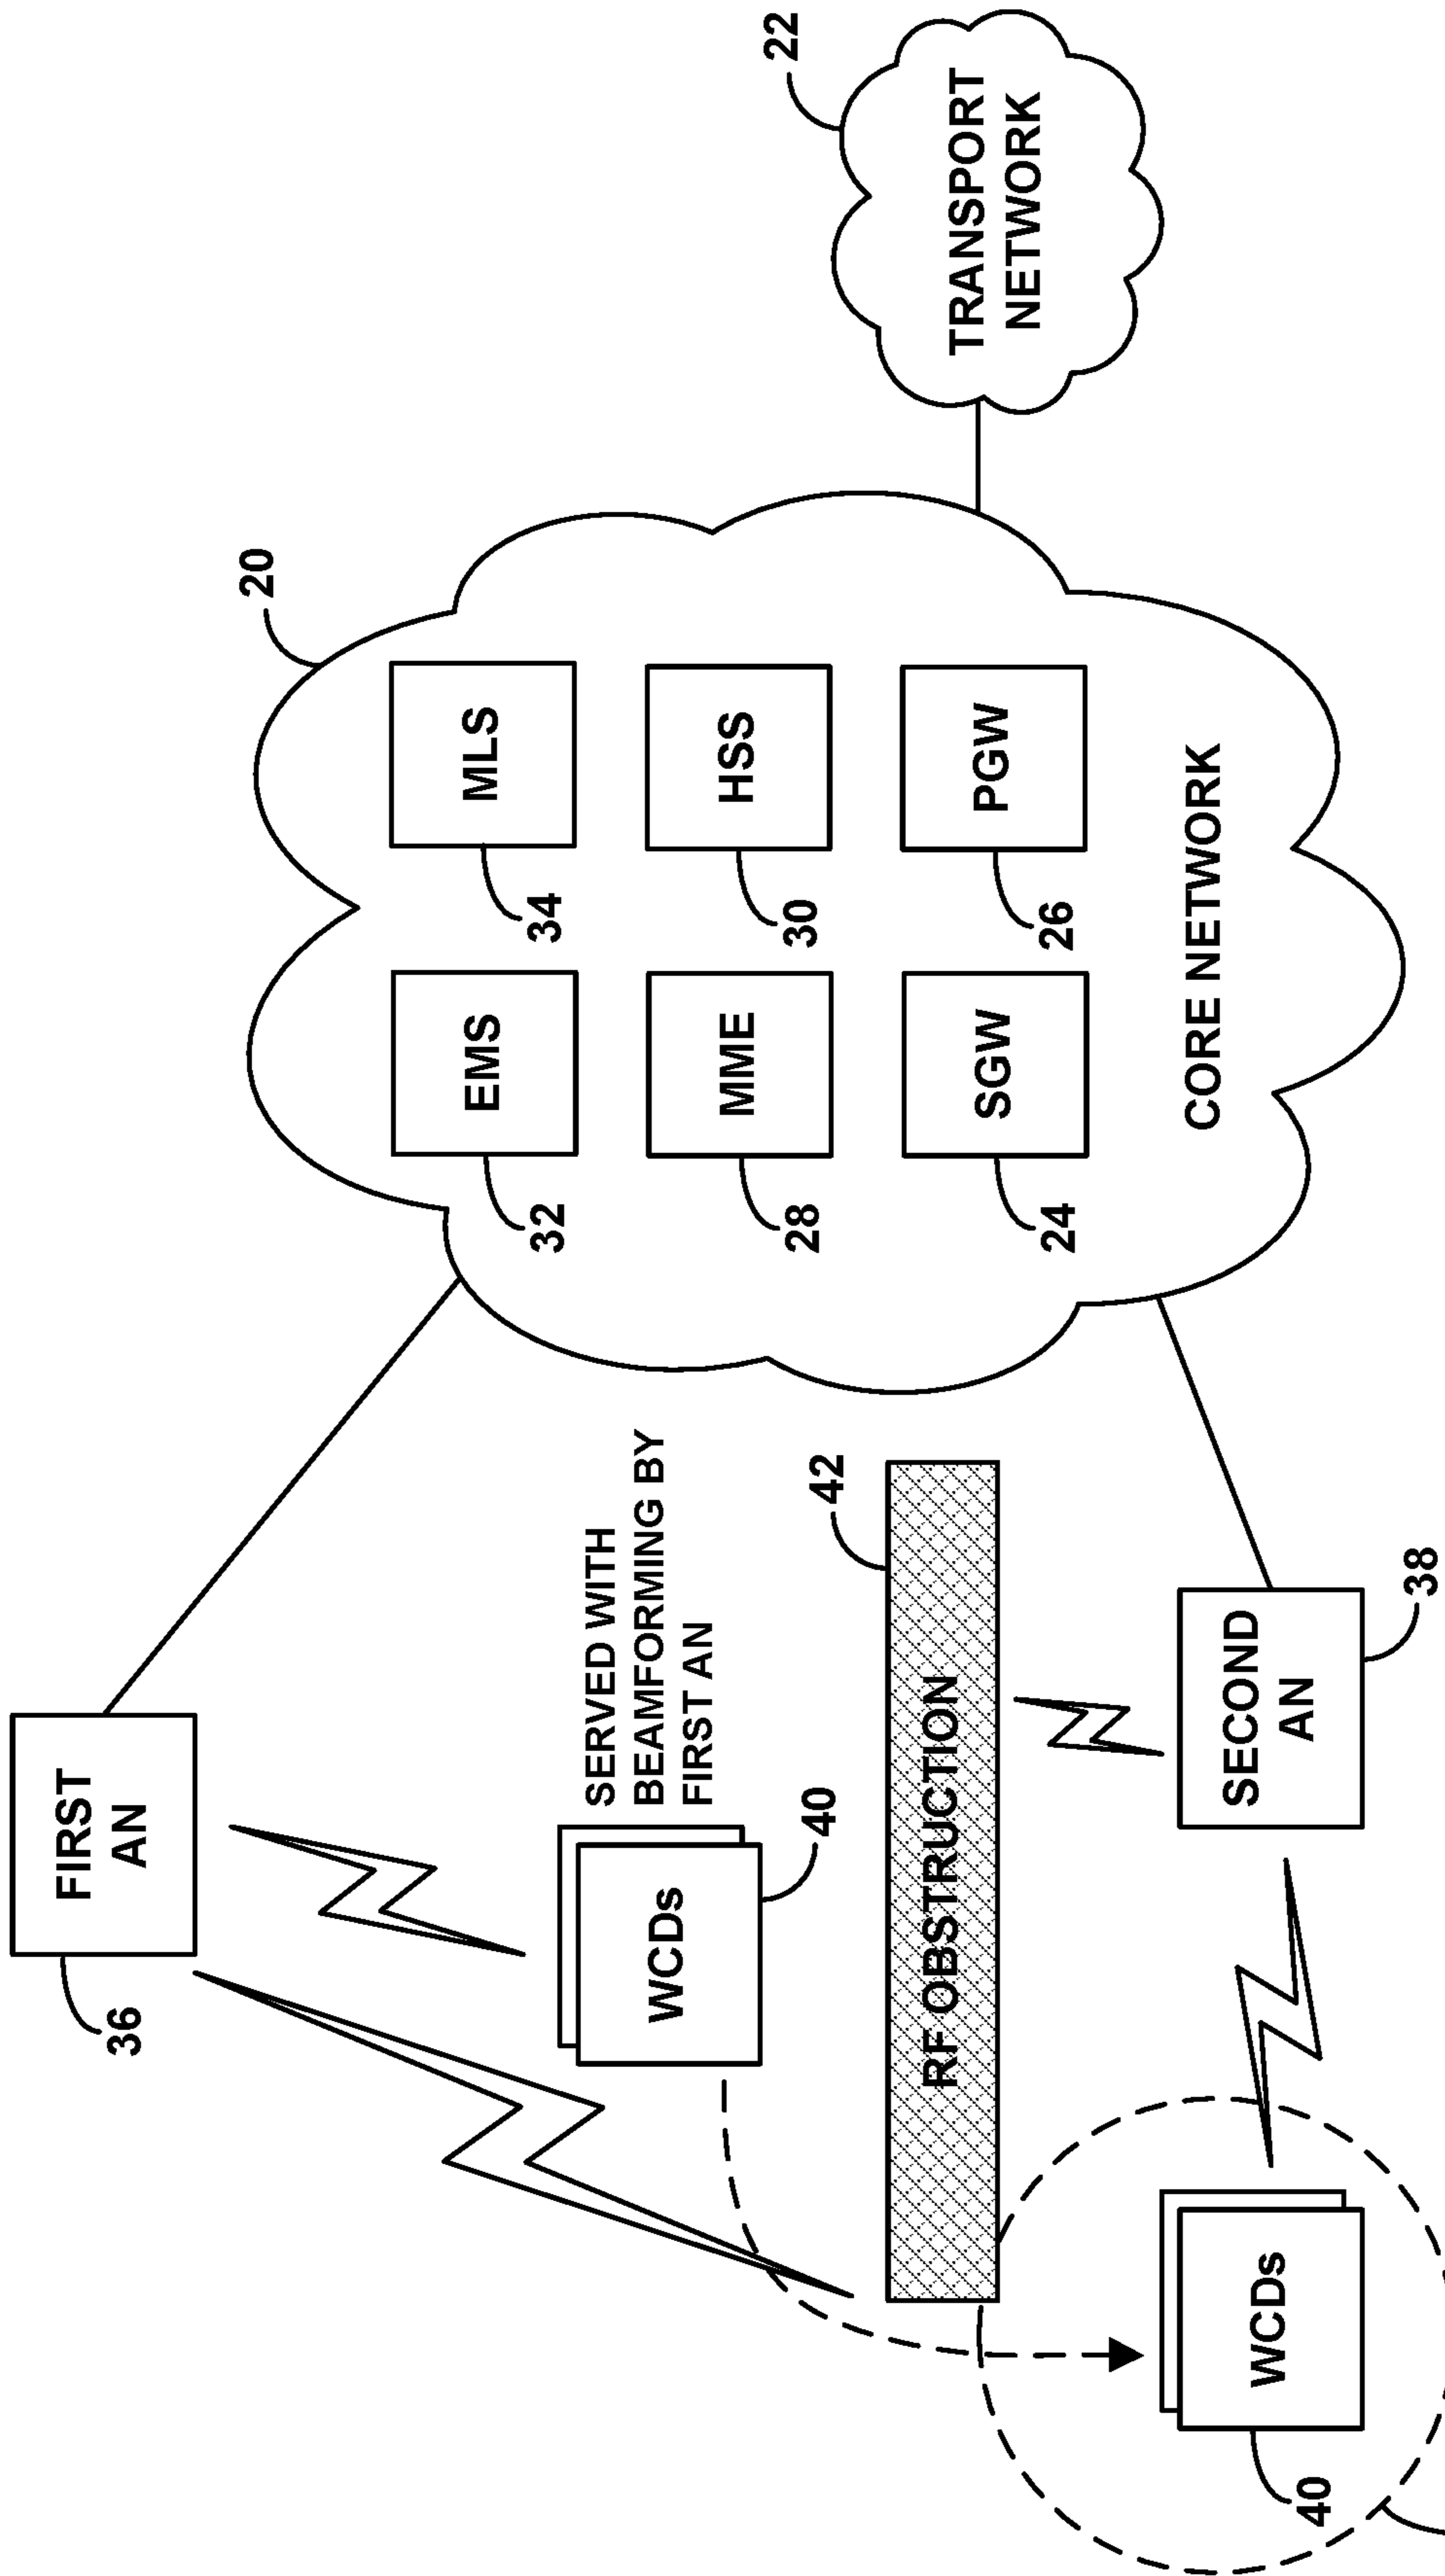 FIRST
AN
36
SERVED WITH
BEAMFORMING BY
FIRST AN
WCDs
40
RF OBSTRUCTION
42
WCDs
40
SECOND
AN
38
20
EMS
32
MLS
34
MME
28
HSS
30
SGW
24
PGW
26
CORE NETWORK
22
TRANSPORT
NETWORK